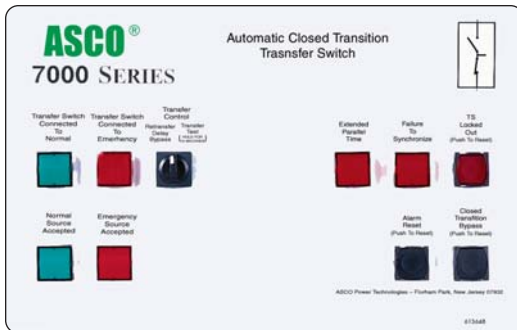 ASCO®
7000 SERIES
Automatic Closed Transition
Trasnsfer Switch
Transfer Switch
Connected
To
Normal
Transfer Switch
Connected
To
Emerhancy
Transfer
Control
Retransfer
Delay
Bypass
Transfer
Test
Extended
Parallel
Time
Failure
To
Synchronize
TS
Locked
Out
(Push To Reset)
Normal
Source
Accepted
Emergency
Source
Accepted
Alarm
Reset
(Push To Reset)
Closed
Transfition
Bypass
(Push To Reset)
ASCO Power Technologies – Florham Park, New Jersey 07932